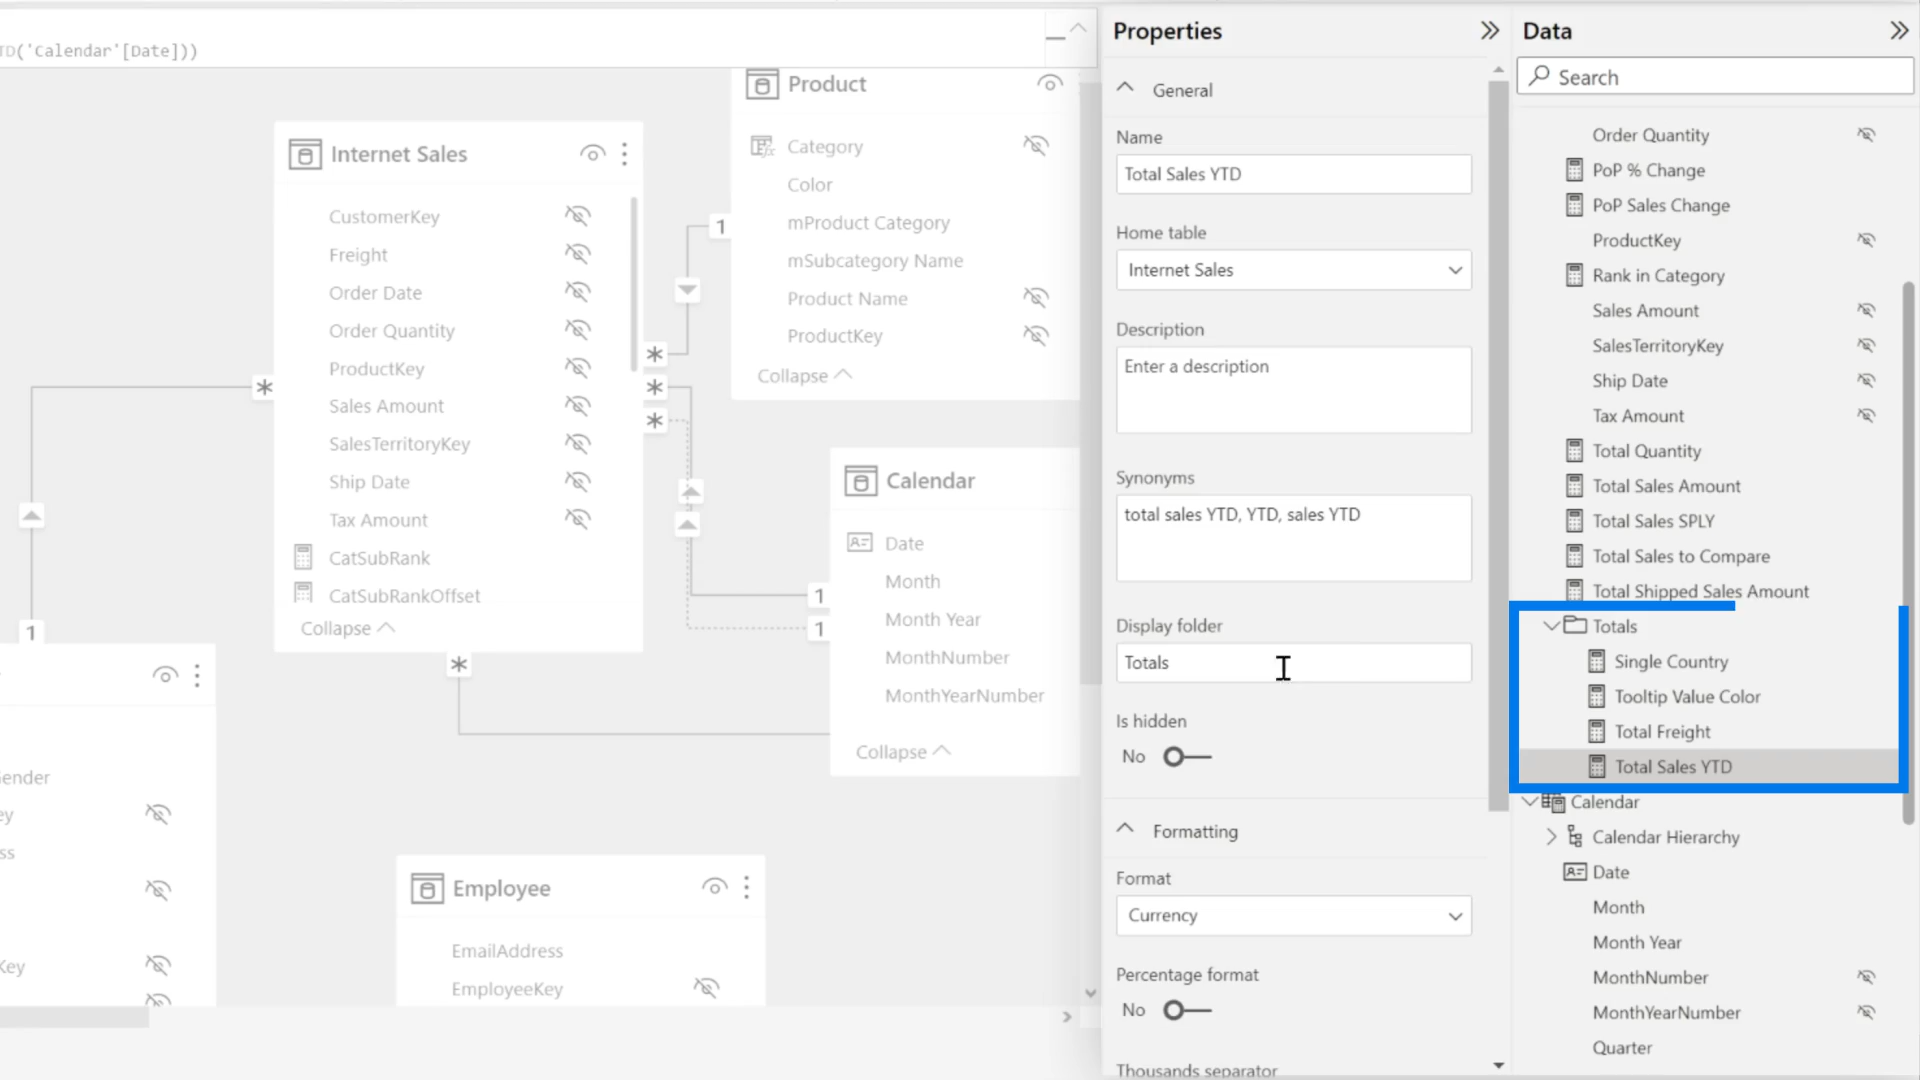 TD('Calendar'[Date]))
Internet Sales
CustomerKey
Freight
Order Date
Order Quantity
ProductKey
Sales Amount
SalesTerritoryKey
Ship Date
Tax Amount
CatSubRank
CatSubRankOffset
Collapse
Product
Category
Color
mProduct Category
mSubcategory Name
Product Name
ProductKey
Collapse
1
*
*
*
*
1
1
1
*
Calendar
Date
Month
Month Year
MonthNumber
MonthYearNumber
Collapse
Gender
ey
ss
Key
Employee
EmailAddress
EmployeeKey
Properties
General
Name
Total Sales YTD
Home table
Internet Sales
Description
Enter a description
Synonyms
total sales YTD, YTD, sales YTD
Display folder
Totals
Is hidden
No
Formatting
Format
Currency
Percentage format
No
Thousands separator
Data
Search
Order Quantity
PoP % Change
PoP Sales Change
ProductKey
Rank in Category
Sales Amount
SalesTerritoryKey
Ship Date
Tax Amount
Total Quantity
Total Sales Amount
Total Sales SPLY
Total Sales to Compare
Total Shipped Sales Amount
Totals
Single Country
Tooltip Value Color
Total Freight
Total Sales YTD
Calendar
Calendar Hierarchy
Date
Month
Month Year
MonthNumber
MonthYearNumber
Quarter